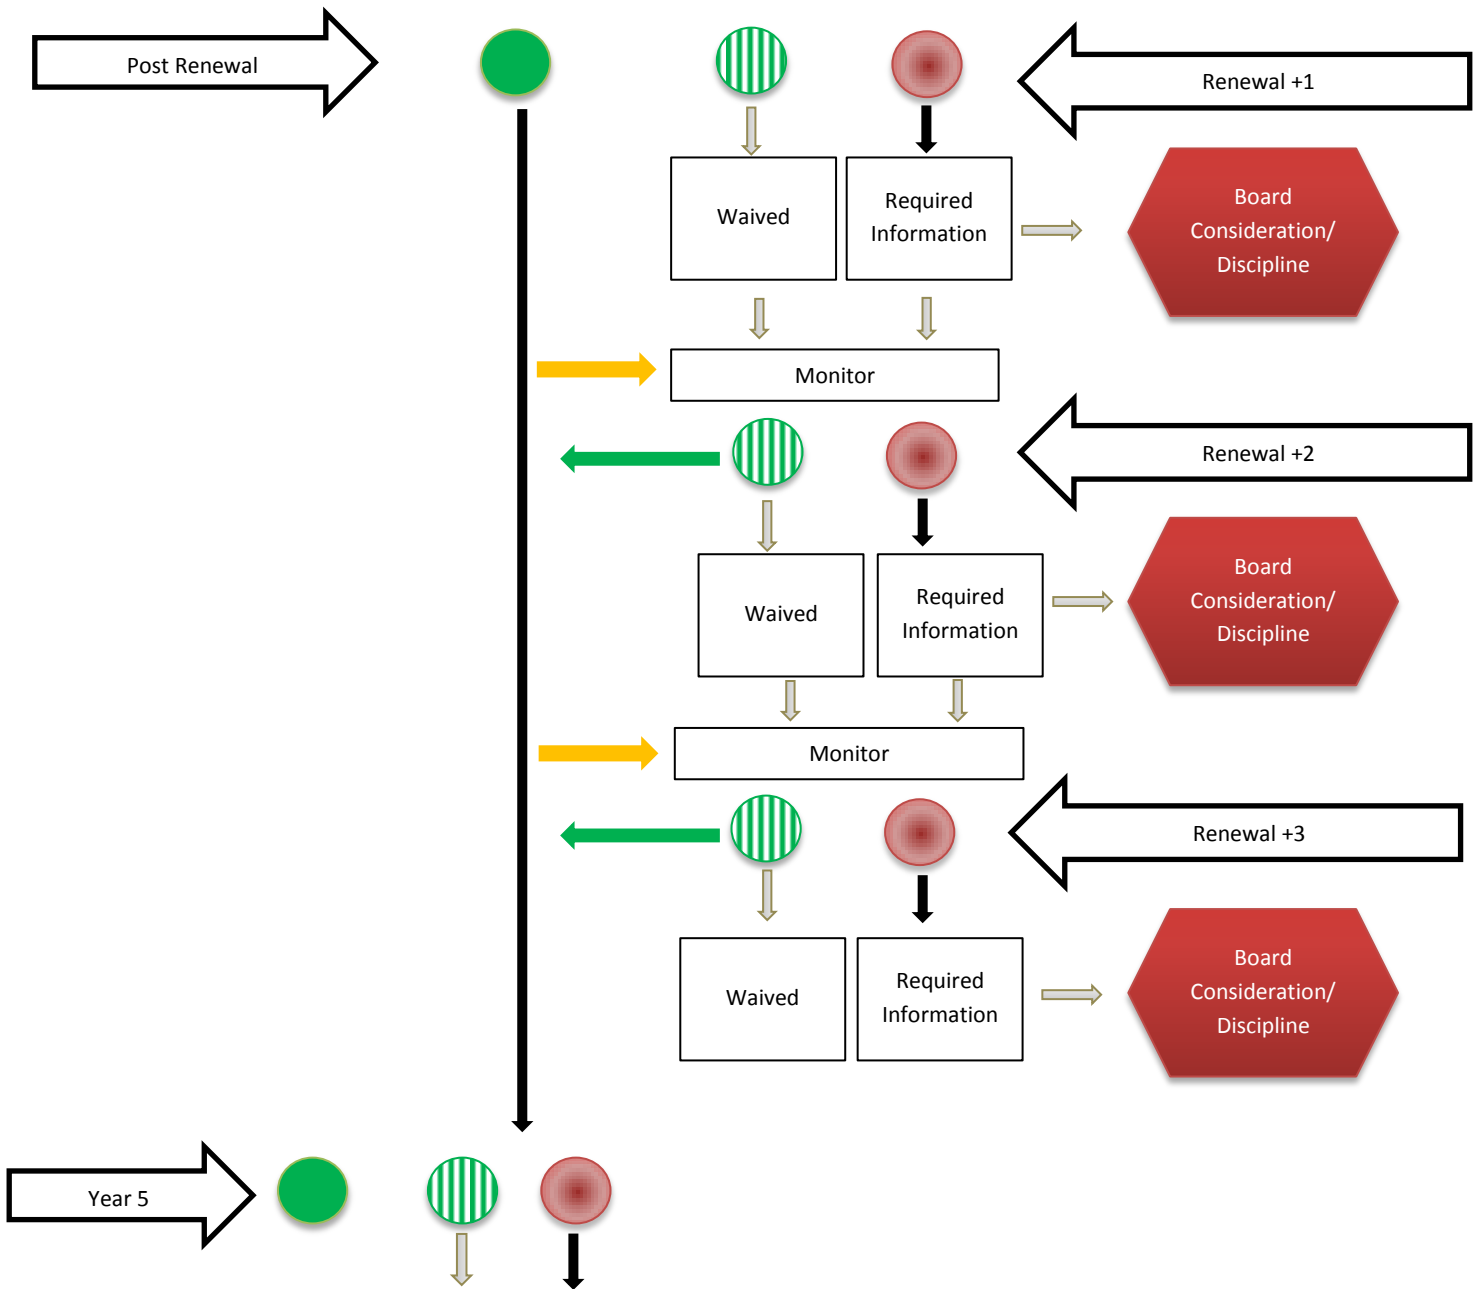 Post Renewal
Renewal +1
Waived
Required
Information
Board
Consideration/
Discipline
Monitor
Renewal +2
Waived
Required
Information
Board
Consideration/
Discipline
Monitor
Renewal +3
Waived
Required
Information
Board
Consideration/
Discipline
Year 5